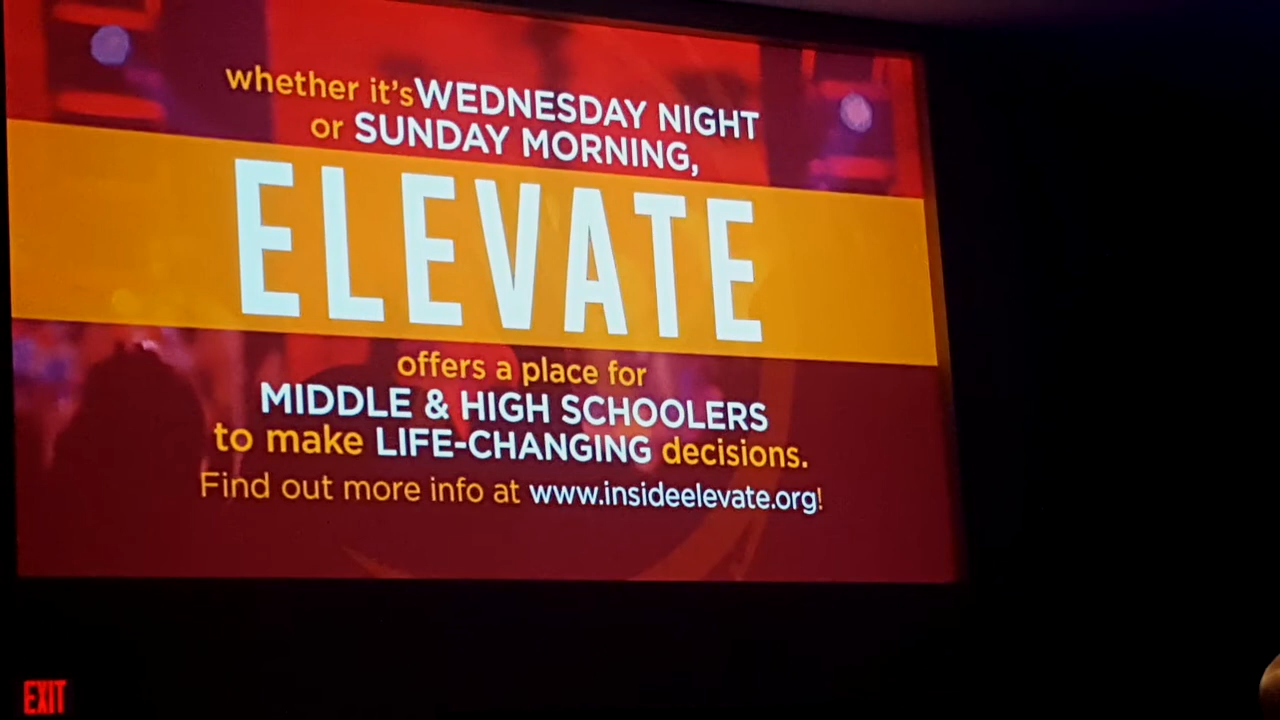 whether it's WEDNESDAY NIGHT
or SUNDAY MORNING,
ELEVATE
offers a place for
MIDDLE & HIGH SCHOOLERS
to make LIFE-CHANGING decisions.
Find out more info at www.insideelevate.org!
EXIT